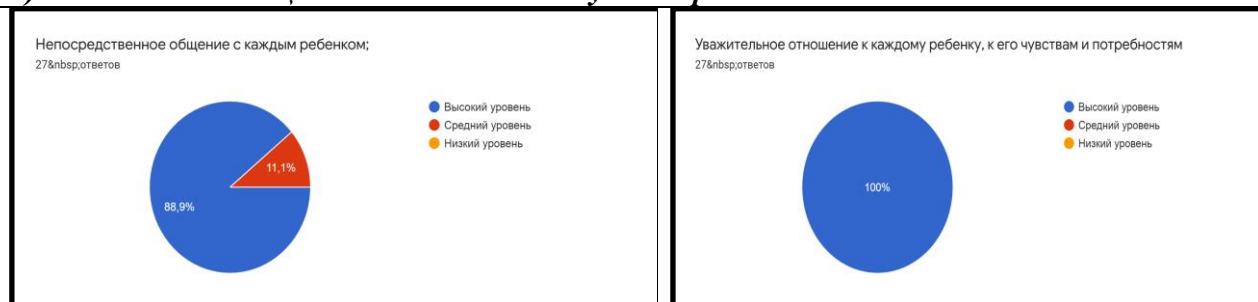 Непосредственное общение с каждым ребенком;
27&nbsp;ответов
Высокий уровень
Средний уровень
Низкий уровень
11,1%
88,9%
Уважительное отношение к каждому ребенку, к его чувствам и потребностям
27&nbsp;ответов
Высокий уровень
Средний уровень
Низкий уровень
100%